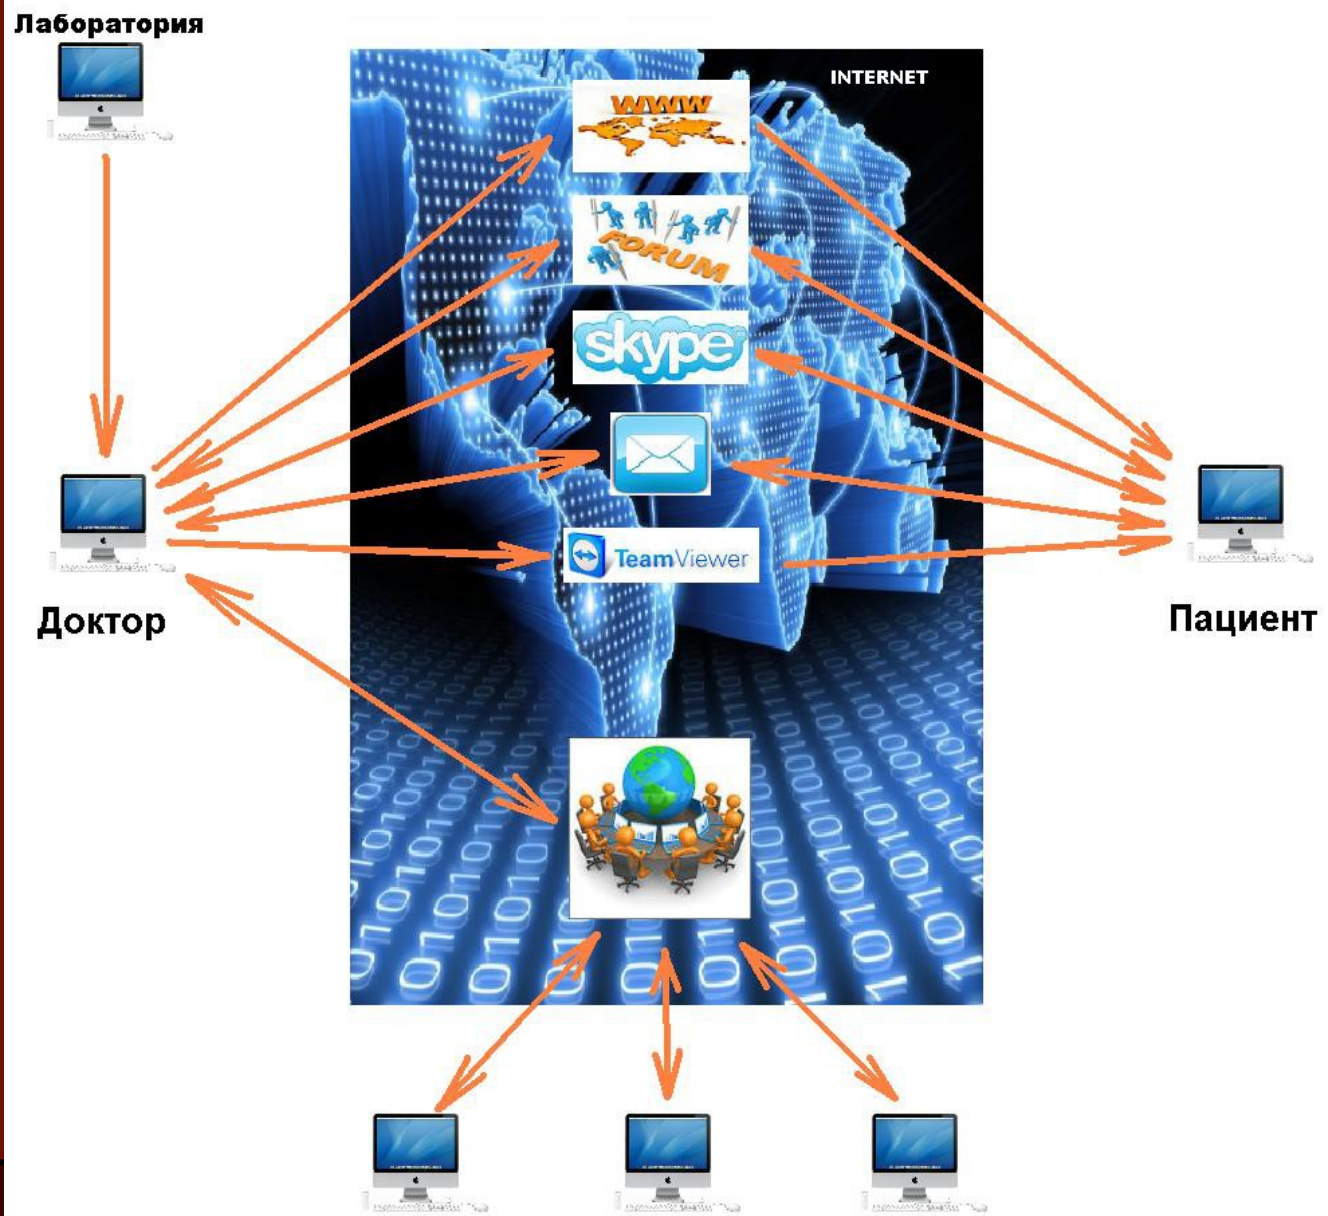 Лаборатория
INTERNET
WWW
FORUM
skype
TeamViewer
Доктор
Пациент